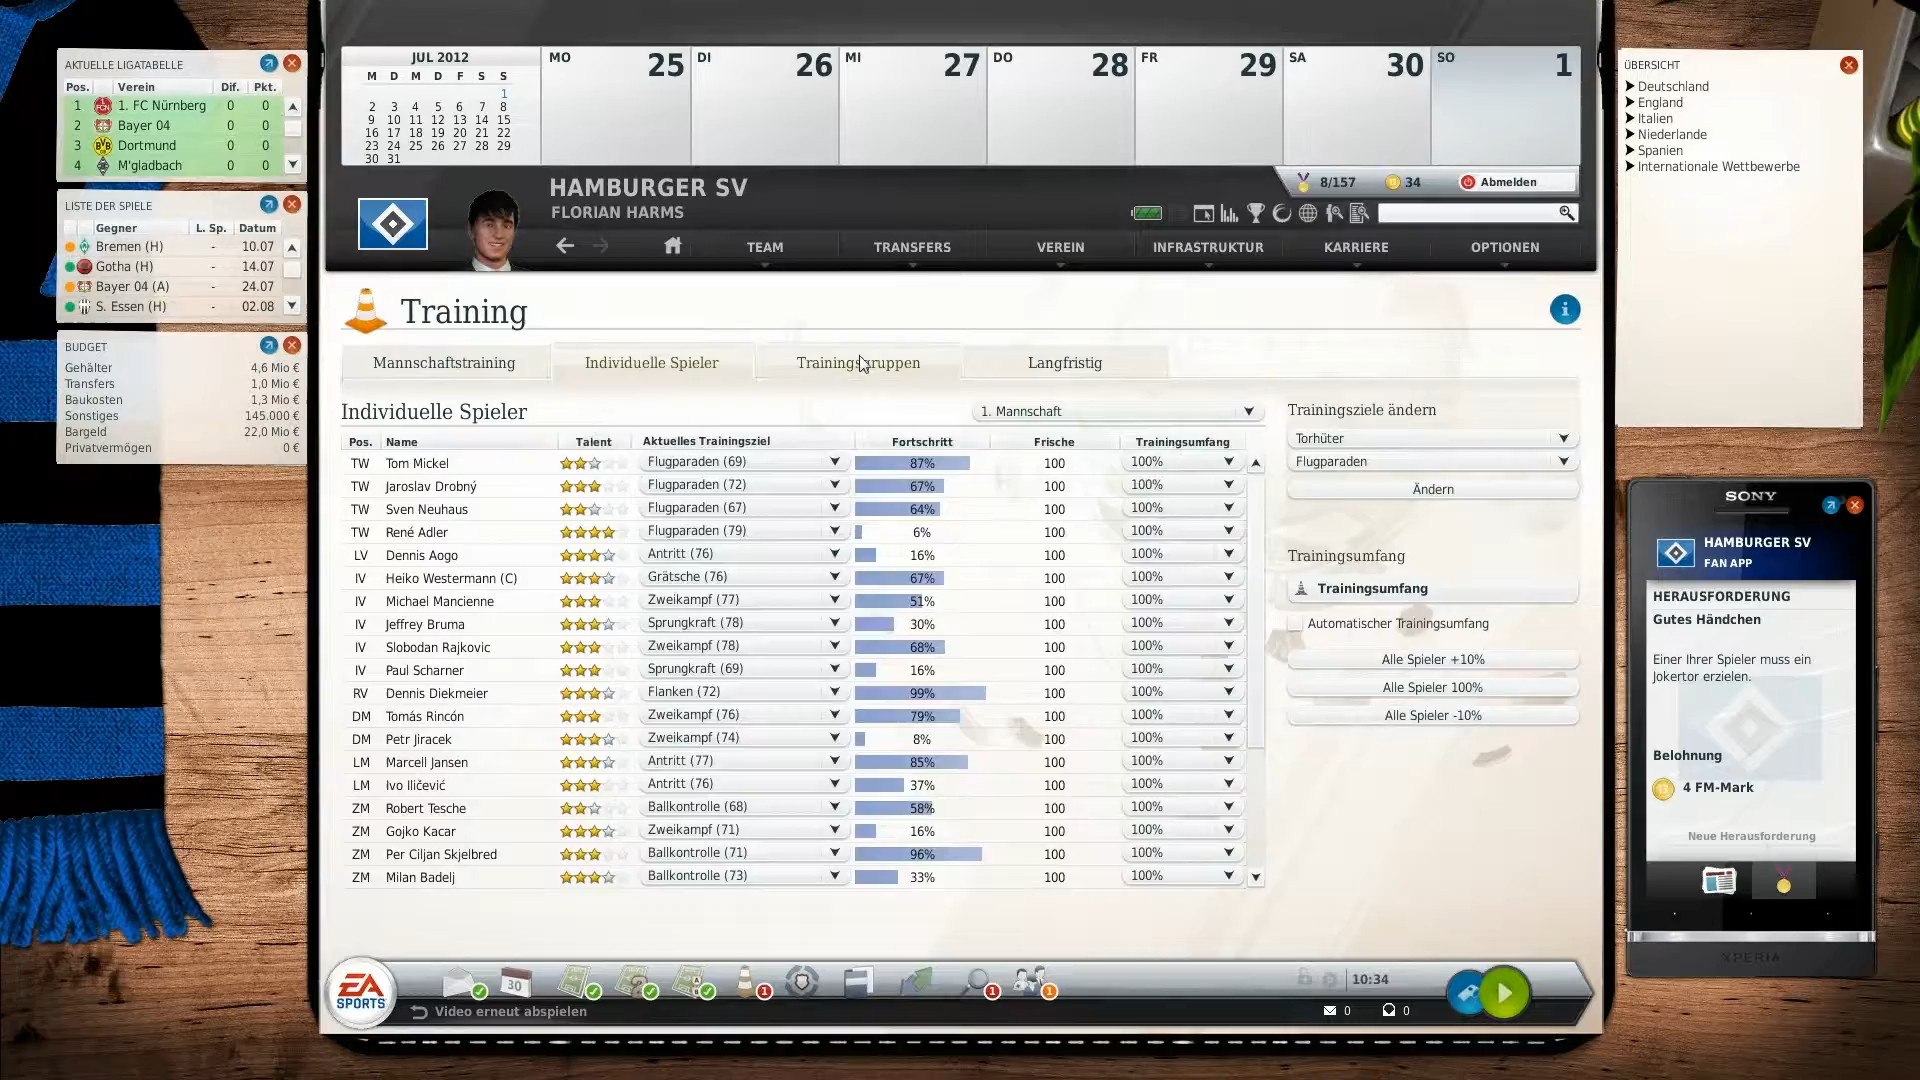 AKTUELLE LIGATABELLE
Pos. Verein Dif. Pkt.
1 1. FC Nürnberg 0 0
2 Bayer 04 0 0
3 Dortmund 0 0
4 M'gladbach 0 0
LISTE DER SPIELE
Gegner L. Sp. Datum
Bremen (H) - 10.07
Gotha (H) - 14.07
Bayer 04 (A) - 24.07
S. Essen (H) - 02.08
BUDGET
Gehälter 4,6 Mio €
Transfers 1,0 Mio €
Baukosten 1,3 Mio €
Sonstiges 145.000 €
Bargeld 22,0 Mio €
Privatvermögen 0 €
JUL 2012
M D M D F S S
1
2 3 4 5 6 7 8
9 10 11 12 13 14 15
16 17 18 19 20 21 22
23 24 25 26 27 28 29
30 31
MO 25 DI 26 MI 27 DO 28 FR 29 SA 30 SO 1
8/157 34 Abmelden
HAMBURGER SV
FLORIAN HARMS
TEAM TRANSFERS VEREIN INFRASTRUKTUR KARRIERE OPTIONEN
Training
Mannschaftstraining Individuelle Spieler Trainingsgruppen Langfristig
Individuelle Spieler 1. Mannschaft
Pos. Name Talent Aktuelles Trainingsziel Fortschritt Frische Trainingsumfang
TW Tom Mickel Flugparaden (69) 87% 100 100%
TW Jaroslav Drobný Flugparaden (72) 67% 100 100%
TW Sven Neuhaus Flugparaden (67) 64% 100 100%
TW René Adler Flugparaden (79) 6% 100 100%
LV Dennis Aogo Antritt (76) 16% 100 100%
IV Heiko Westermann (C) Grätsche (76) 67% 100 100%
IV Michael Mancienne Zweikampf (77) 51% 100 100%
IV Jeffrey Bruma Sprungkraft (78) 30% 100 100%
IV Slobodan Rajkovic Zweikampf (78) 68% 100 100%
IV Paul Scharner Sprungkraft (69) 16% 100 100%
RV Dennis Diekmeier Flanken (72) 99% 100 100%
DM Tomás Rincón Zweikampf (76) 79% 100 100%
DM Petr Jiracek Zweikampf (74) 8% 100 100%
LM Marcell Jansen Antritt (77) 85% 100 100%
LM Ivo Iličević Antritt (76) 37% 100 100%
ZM Robert Tesche Ballkontrolle (68) 58% 100 100%
ZM Gojko Kacar Zweikampf (71) 16% 100 100%
ZM Per Ciljan Skjelbred Ballkontrolle (71) 96% 100 100%
ZM Milan Badelj Ballkontrolle (73) 33% 100 100%
Trainingsziele ändern
Torhüter
Flugparaden
Ändern
Trainingsumfang
Trainingsumfang
Automatischer Trainingsumfang
Alle Spieler +10%
Alle Spieler 100%
Alle Spieler -10%
EA SPORTS
30 1 1 1 10:34
Video erneut abspielen 0 0
ÜBERSICHT
Deutschland
England
Italien
Niederlande
Spanien
Internationale Wettbewerbe
SONY
HAMBURGER SV
FAN APP
HERAUSFORDERUNG
Gutes Händchen
Einer Ihrer Spieler muss ein
Jokertor erzielen.
Belohnung
4 FM-Mark
Neue Herausforderung
XPERIA